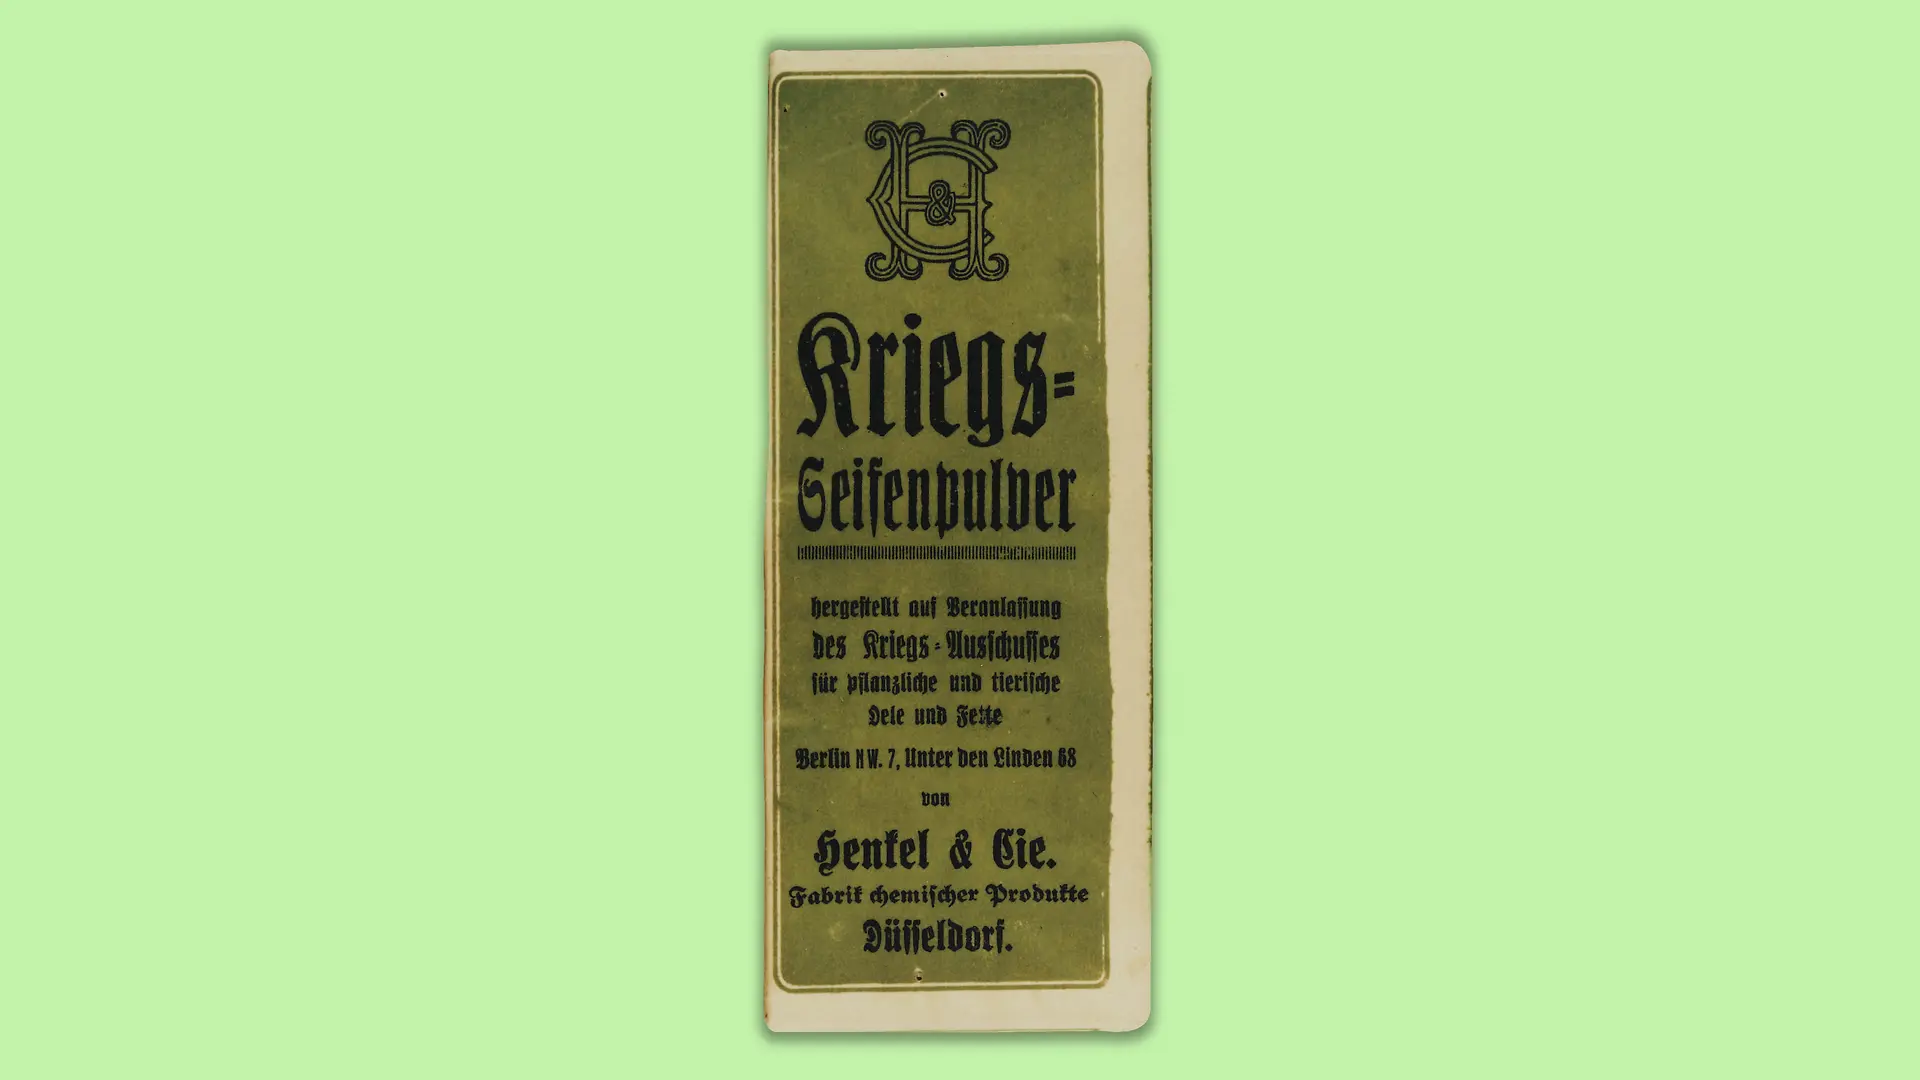 H & C
Kriegs=
Seifenpulver
hergestellt auf Veranlassung
des Kriegs=Ausschusses
für pflanzliche und tierische
Oele und Fette
Berlin NW. 7, Unter den Linden 68
von
Henkel & Cie.
Fabrik chemischer Produkte
Düsseldorf.